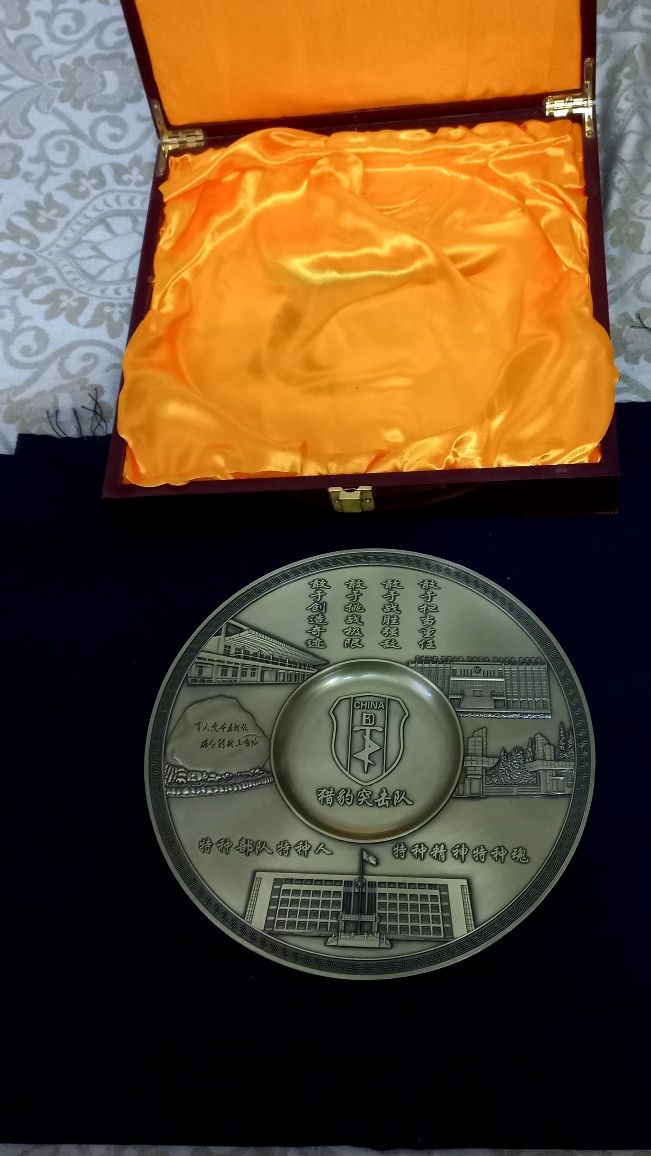 敢于担当重任
敢于战胜强敌
敢于挑战极限
敢于创造奇迹
CHINA
猎豹突击队
特种部队特种人
特种精神特种魂